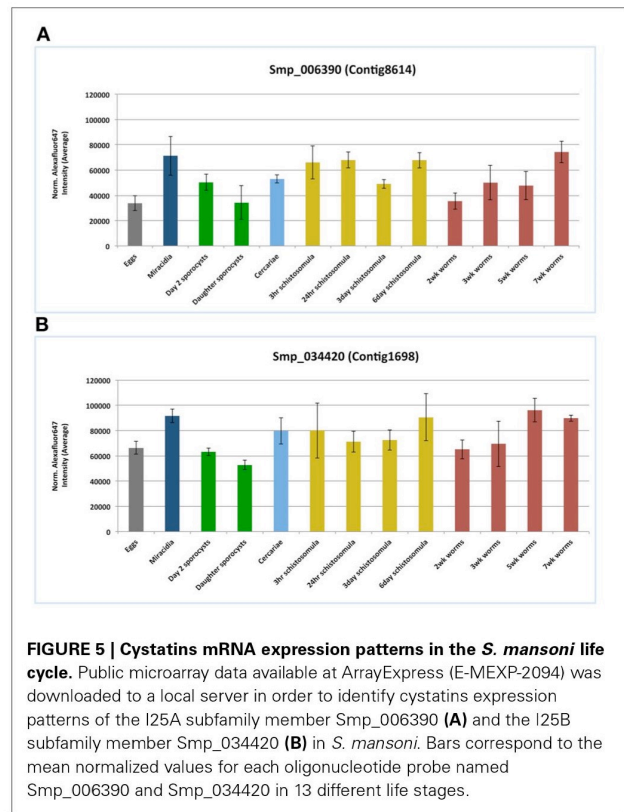 A
Smp_006390 (Contig8614)
Norm. Alexafluor647
Intensity (Average)
120000
100000
80000
60000
40000
20000
0
Eggs
Miracidia
Day 2 sporocysts
Daughter sporocysts
Cercariae
3hr schistosomula
24hr schistosomula
3day schistosomula
6day schistosomula
2wk worms
3wk worms
5wk worms
7wk worms
B
Smp_034420 (Contig1698)
Norm. Alexafluor647
Intensity (Average)
120000
100000
80000
60000
40000
20000
0
Eggs
Miracidia
Day 2 sporocysts
Daughter sporocysts
Cercariae
3hr schistosomula
24hr schistosomula
3day schistosomula
6day schistosomula
2wk worms
3wk worms
5wk worms
7wk worms
FIGURE 5 | Cystatins mRNA expression patterns in the S. mansoni life
cycle. Public microarray data available at ArrayExpress (E-MEXP-2094) was
downloaded to a local server in order to identify cystatins expression
patterns of the I25A subfamily member Smp_006390 (A) and the I25B
subfamily member Smp_034420 (B) in S. mansoni. Bars correspond to the
mean normalized values for each oligonucleotide probe named
Smp_006390 and Smp_034420 in 13 different life stages.